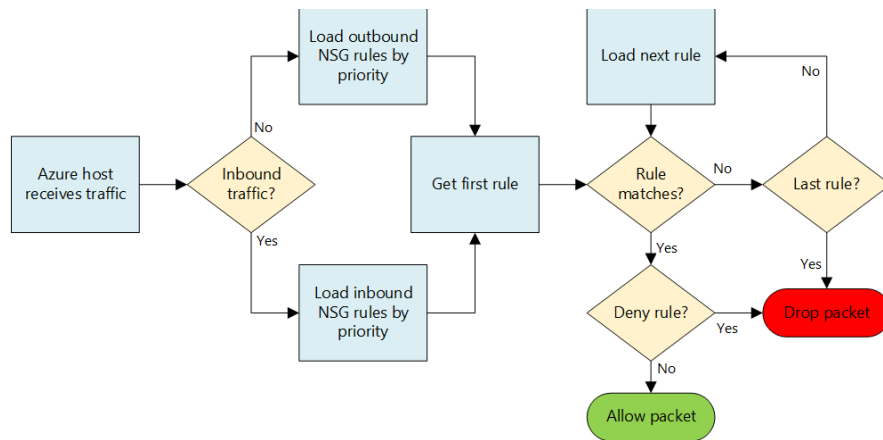 Load outbound
NSG rules by
priority
Load next rule
No
No
Azure host
receives traffic
Inbound
traffic?
Get first rule
Rule
matches?
No
Last rule?
Yes
Yes
Yes
Load inbound
NSG rules by
priority
Deny rule?
Yes
Drop packet
No
Allow packet